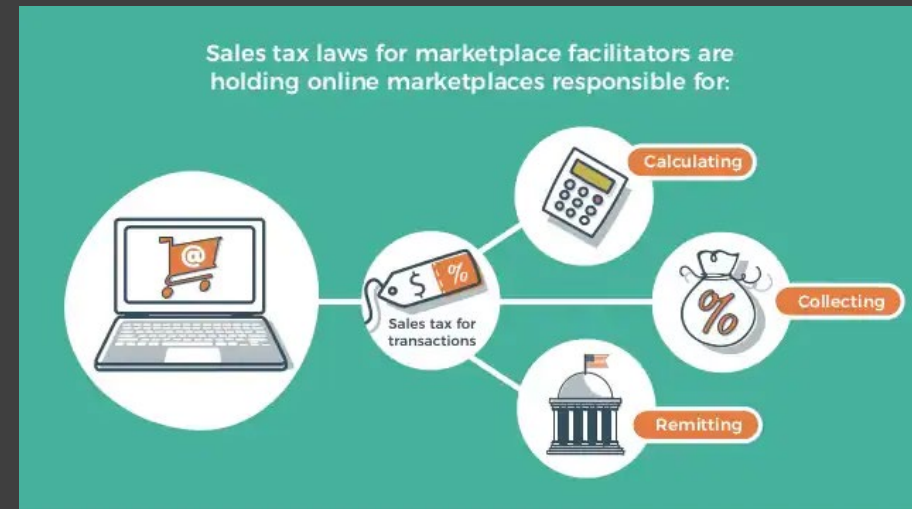 Sales tax laws for marketplace facilitators are
holding online marketplaces responsible for:
Calculating
@
$ %
Sales tax for
transactions
%
Collecting
Remitting